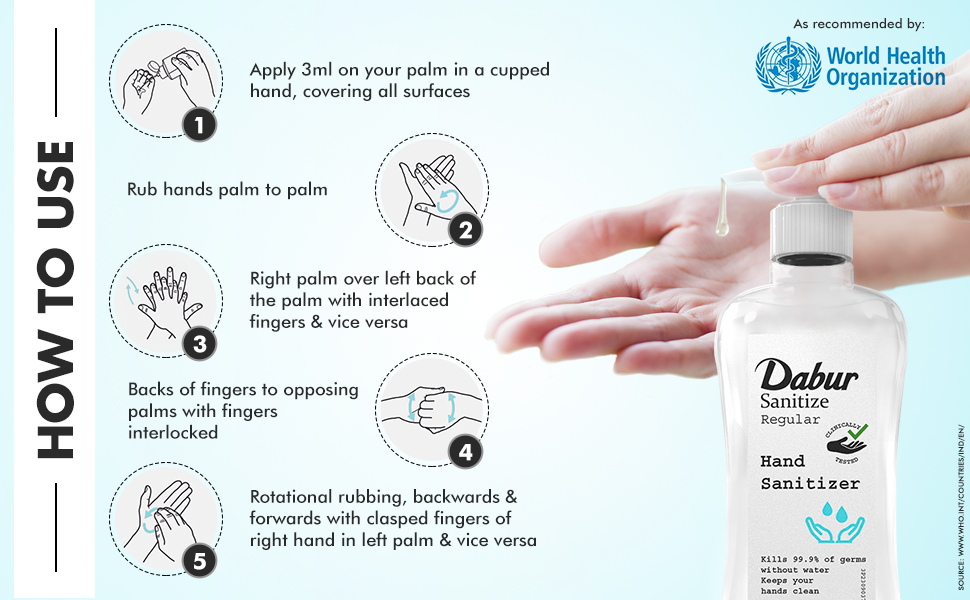 HOW TO USE
1
Apply 3ml on your palm in a cupped
hand, covering all surfaces
Rub hands palm to palm
2
3
Right palm over left back of
the palm with interlaced
fingers & vice versa
Backs of fingers to opposing
palms with fingers
interlocked
4
5
Rotational rubbing, backwards &
forwards with clasped fingers of
right hand in left palm & vice versa
As recommended by:
World Health
Organization
Dabur
Sanitize
Regular
CLINICALLY
TESTED
Hand
Sanitizer
Kills 99.9% of germs
without water
Keeps your
hands clean
SOURCE: WWW.WHO.INT/COUNTRIES/IND/EN/